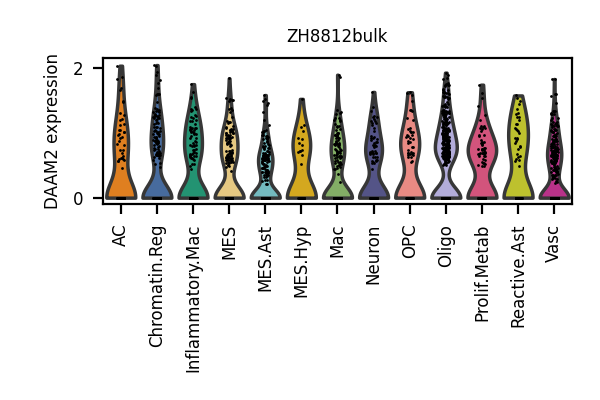 ZH8812bulk
DAAM2 expression
2
0
AC
Chromatin.Reg
Inflammatory.Mac
MES
MES.Ast
MES.Hyp
Mac
Neuron
OPC
Oligo
Prolif.Metab
Reactive.Ast
Vasc